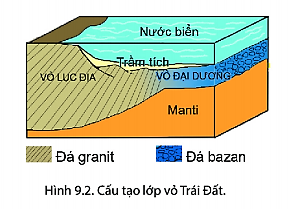 Nước biển
Trầm tích
VỎ LỤC ĐỊA
VỎ ĐẠI DƯƠNG
Manti
Đá granit
Đá bazan
Hình 9.2. Cấu tạo lớp vỏ Trái Đất.